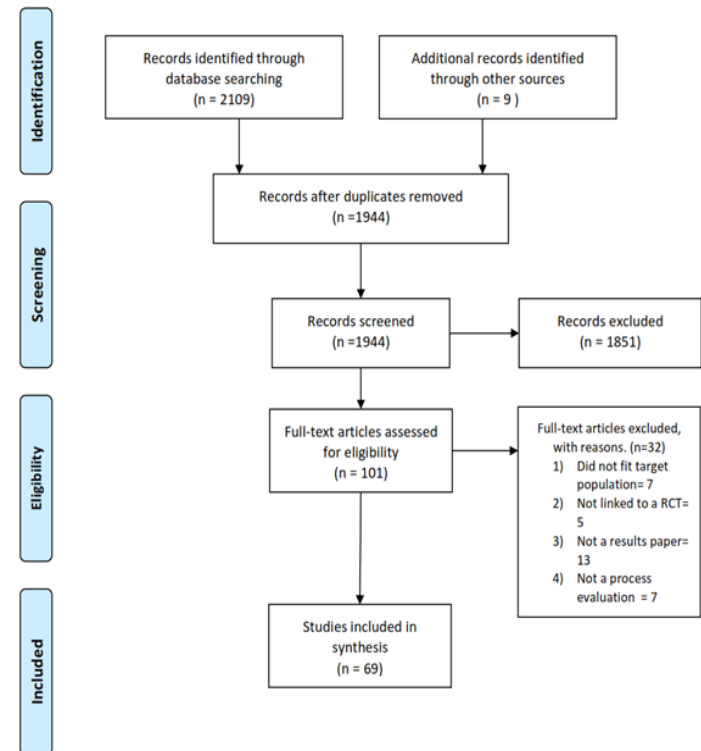 Identification
Records identified through
database searching
(n = 2109)
Additional records identified
through other sources
(n = 9 )
Records after duplicates removed
(n =1944)
Screening
Records screened
(n =1944)
Records excluded
(n = 1851)
Eligibility
Full-text articles assessed
for eligibility
(n = 101)
Full-text articles excluded,
with reasons. (n=32)
1) Did not fit target
population= 7
2) Not linked to a RCT=
5
3) Not a results paper=
13
4) Not a process
evaluation = 7
Included
Studies included in
synthesis
(n = 69)